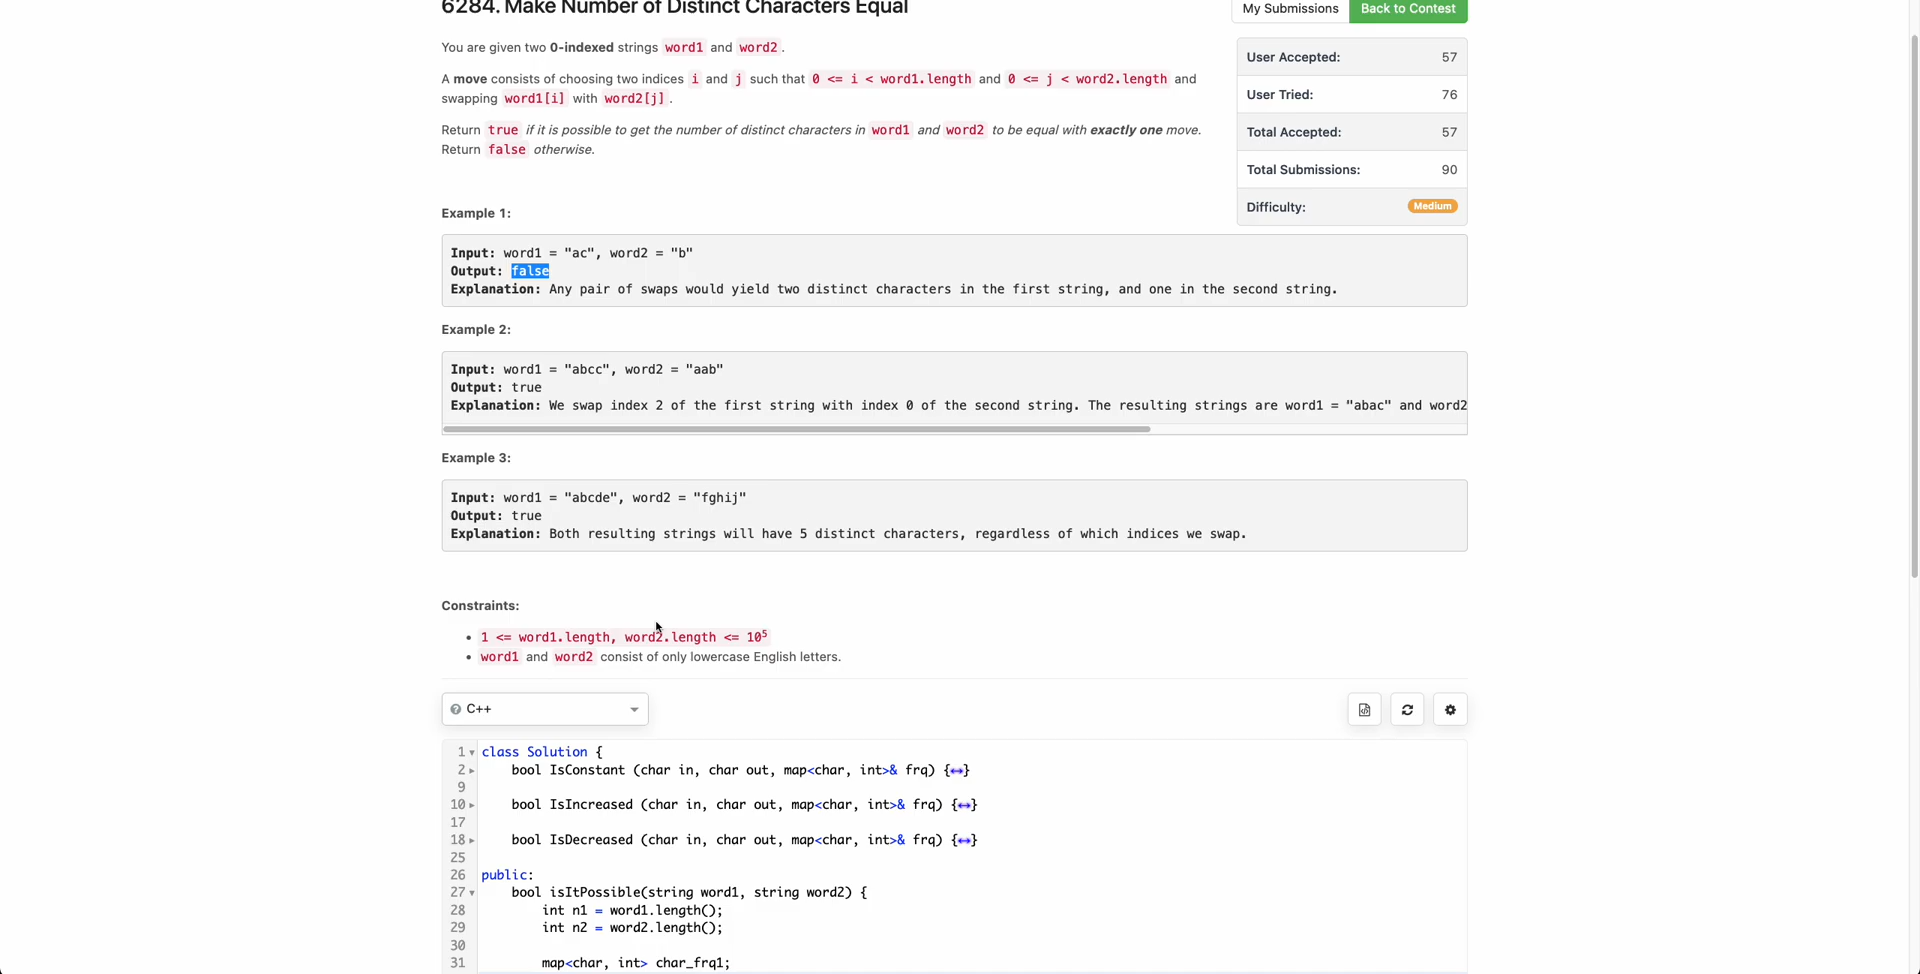 6284. Make Number of Distinct Characters Equal
My Submissions
Back to Contest
You are given two 0-indexed strings word1 and word2 .
A move consists of choosing two indices i and j such that 0 <= i < word1.length and 0 <= j < word2.length and
swapping word1[i] with word2[j] .
Return true if it is possible to get the number of distinct characters in word1 and word2 to be equal with exactly one move.
Return false otherwise.
User Accepted: 57
User Tried: 76
Total Accepted: 57
Total Submissions: 90
Difficulty: Medium
Example 1:
Input: word1 = "ac", word2 = "b"
Output: false
Explanation: Any pair of swaps would yield two distinct characters in the first string, and one in the second string.
Example 2:
Input: word1 = "abcc", word2 = "aab"
Output: true
Explanation: We swap index 2 of the first string with index 0 of the second string. The resulting strings are word1 = "abac" and word2
Example 3:
Input: word1 = "abcde", word2 = "fghij"
Output: true
Explanation: Both resulting strings will have 5 distinct characters, regardless of which indices we swap.
Constraints:
• 1 <= word1.length, word2.length <= 10⁵
• word1 and word2 consist of only lowercase English letters.
C++
1 class Solution {
2 bool IsConstant (char in, char out, map<char, int>& frq) {↔}
9
10 bool IsIncreased (char in, char out, map<char, int>& frq) {↔}
17
18 bool IsDecreased (char in, char out, map<char, int>& frq) {↔}
25
26 public:
27 bool isItPossible(string word1, string word2) {
28 int n1 = word1.length();
29 int n2 = word2.length();
30
31 map<char, int> char_frq1;